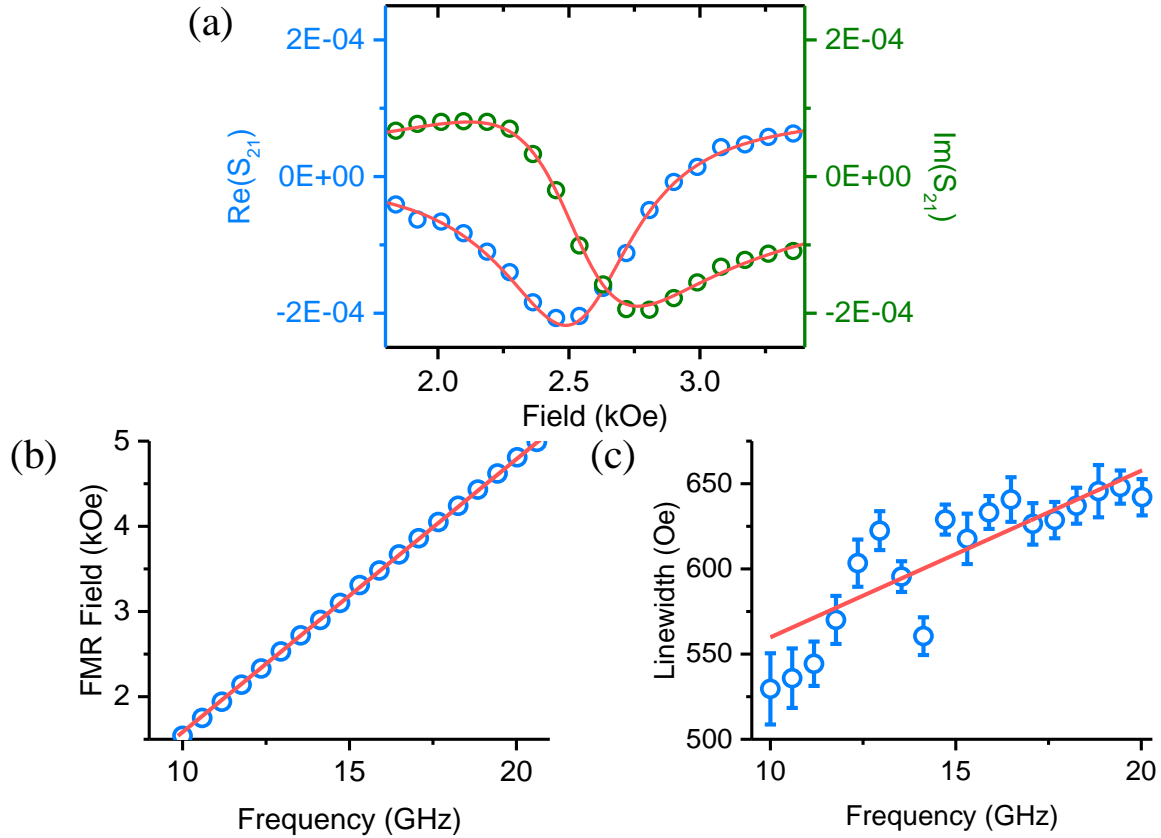 (a)
2E-04 2E-04
Re(S21) 0E+00 0E+00 Im(S21)
-2E-04 -2E-04
2.0 2.5 3.0
Field (kOe)
(b) (c)
FMR Field (kOe)
5
4
3
2
10 15 20
Frequency (GHz)
Linewidth (Oe)
650
600
550
500
10 15 20
Frequency (GHz)